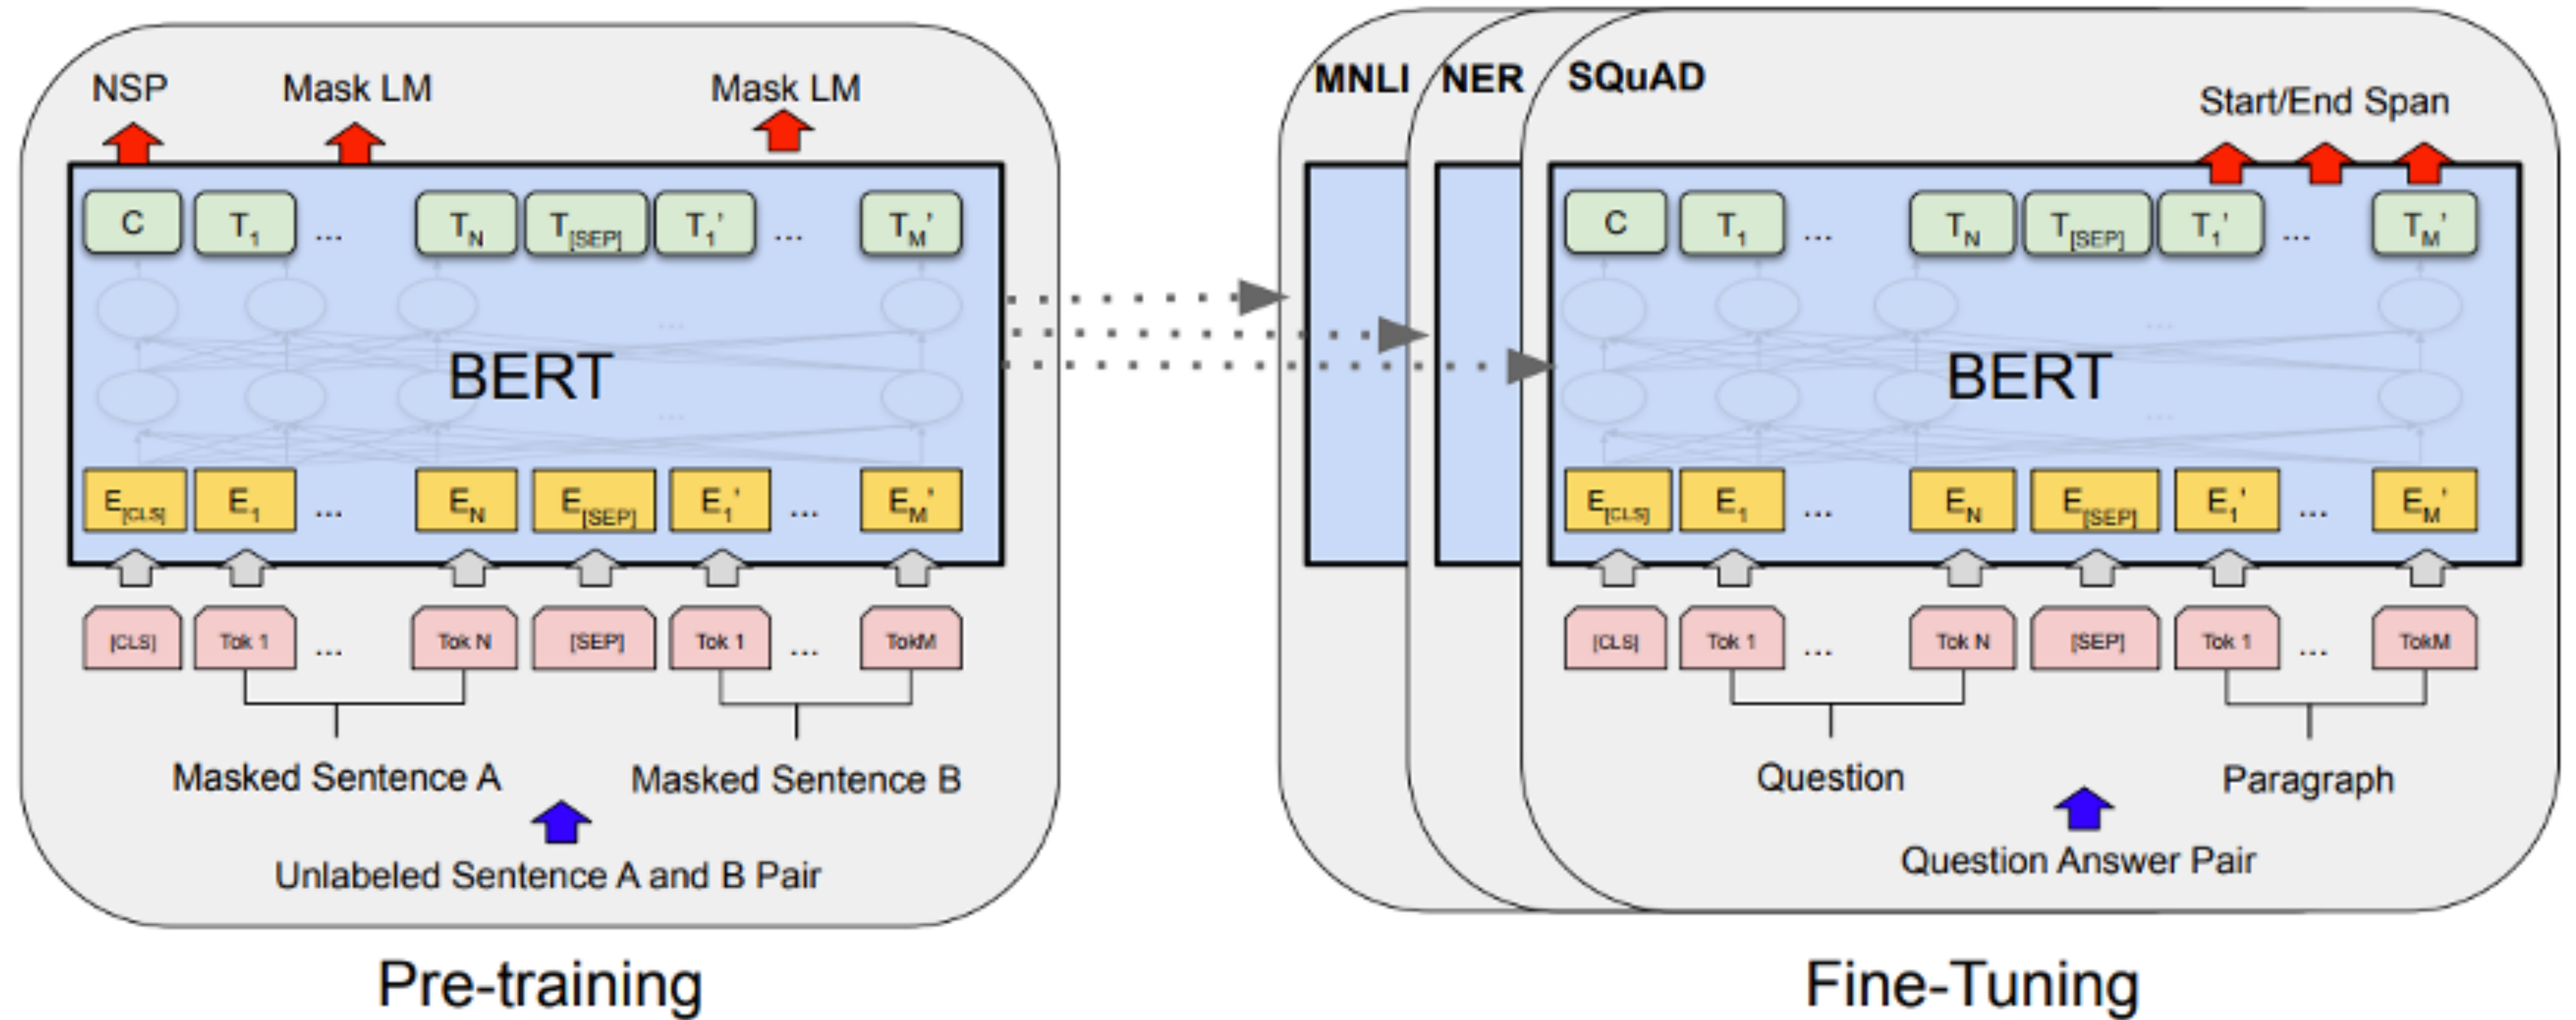 NSP Mask LM Mask LM
C T1 ... TN T[SEP] T1' ... TM'
BERT
... 
...
E[CLS] E1 ... EN E[SEP] E1' ... EM'
[CLS] Tok 1 ... Tok N [SEP] Tok 1 ... TokM
Masked Sentence A Masked Sentence B
Unlabeled Sentence A and B Pair
Pre-training
MNLI NER SQuAD
Start/End Span
C T1 ... TN T[SEP] T1' ... TM'
BERT
...
...
E[CLS] E1 ... EN E[SEP] E1' ... EM'
[CLS] Tok 1 ... Tok N [SEP] Tok 1 ... TokM
Question Paragraph
Question Answer Pair
Fine-Tuning